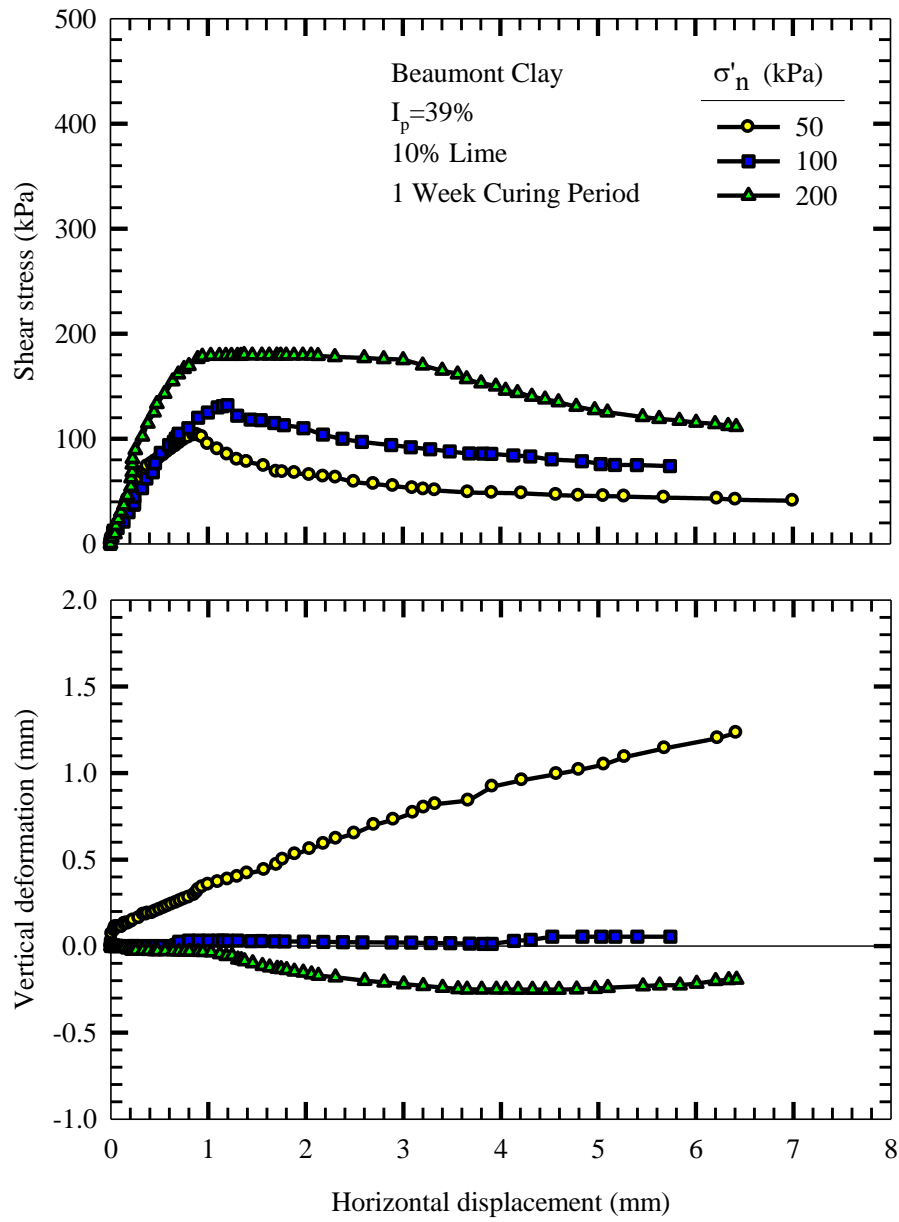 500
400
300
200
100
0
Shear stress (kPa)
Beaumont Clay
Ip=39%
10% Lime
1 Week Curing Period
σ'n (kPa)
50
100
200
2.0
1.5
1.0
0.5
0.0
-0.5
-1.0
Vertical deformation (mm)
0 1 2 3 4 5 6 7 8
Horizontal displacement (mm)